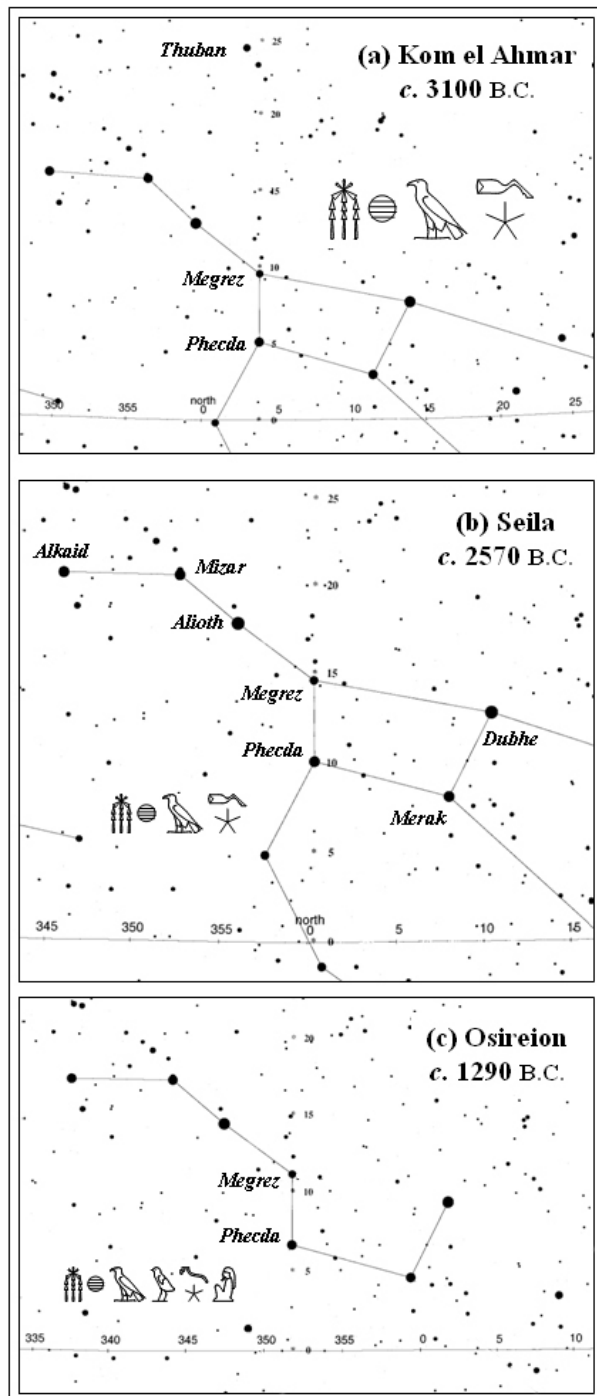 Thuban
25
(a) Kom el Ahmar
c. 3100 B.C.
20
45
10
Megrez
Phecda
5
north
350 355 0 5 10 15 20 25
0
25
(b) Seila
c. 2570 B.C.
Alkaid
Mizar
20
Alioth
15
Megrez
Dubhe
Phecda
10
Merak
5
north
345 350 355 0 5 10 15
0
20
(c) Osireion
c. 1290 B.C.
15
Megrez
10
Phecda
5
335 340 345 350 355 0 5 10
0